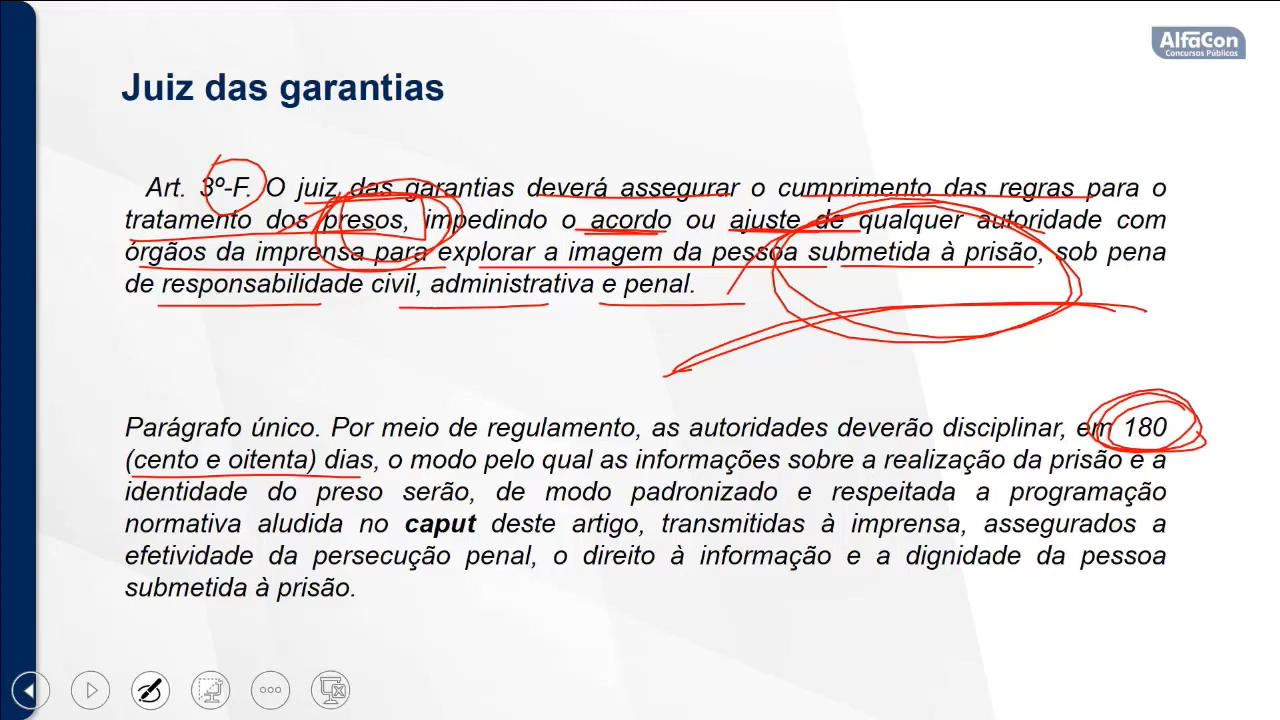 AlfaCon
Concursos Públicos
Juiz das garantias
Art. 3º-F. O juiz das garantias deverá assegurar o cumprimento das regras para o
tratamento dos presos, impedindo o acordo ou ajuste de qualquer autoridade com
órgãos da imprensa para explorar a imagem da pessoa submetida à prisão, sob pena
de responsabilidade civil, administrativa e penal.
Parágrafo único. Por meio de regulamento, as autoridades deverão disciplinar, em 180
(cento e oitenta) dias, o modo pelo qual as informações sobre a realização da prisão e a
identidade do preso serão, de modo padronizado e respeitada a programação
normativa aludida no caput deste artigo, transmitidas à imprensa, assegurados a
efetividade da persecução penal, o direito à informação e a dignidade da pessoa
submetida à prisão.